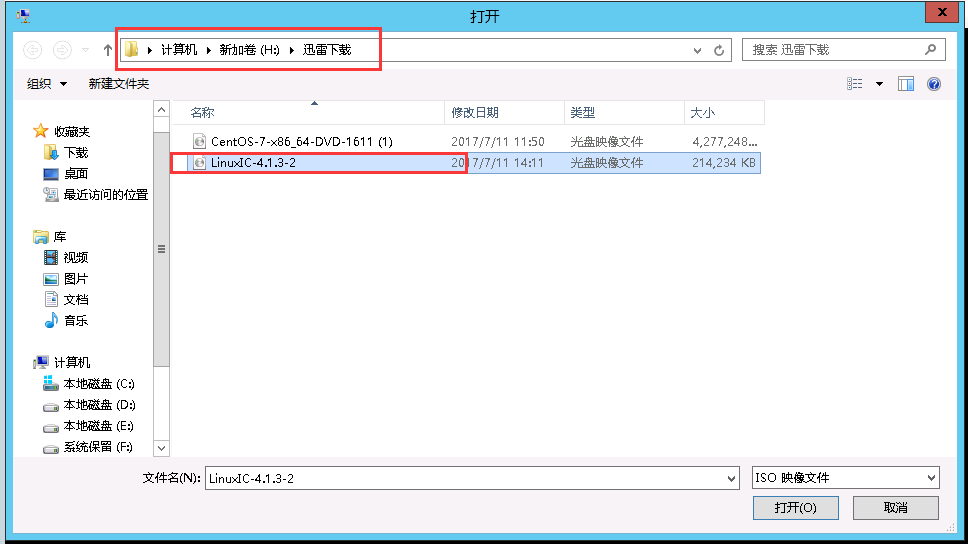 打开
计算机 新加卷 (H:) 迅雷下载
搜索 迅雷下载
组织 新建文件夹
名称 修改日期 类型 大小
CentOS-7-x86_64-DVD-1611 (1) 2017/7/11 11:50 光盘映像文件 4,277,248...
LinuxIC-4.1.3-2 2017/7/11 14:11 光盘映像文件 214,234 KB
收藏夹
下载
桌面
最近访问的位置
库
视频
图片
文档
音乐
计算机
本地磁盘 (C:)
本地磁盘 (D:)
本地磁盘 (E:)
系统保留 (F:)
文件名(N): LinuxIC-4.1.3-2 ISO 映像文件
打开(O) 取消